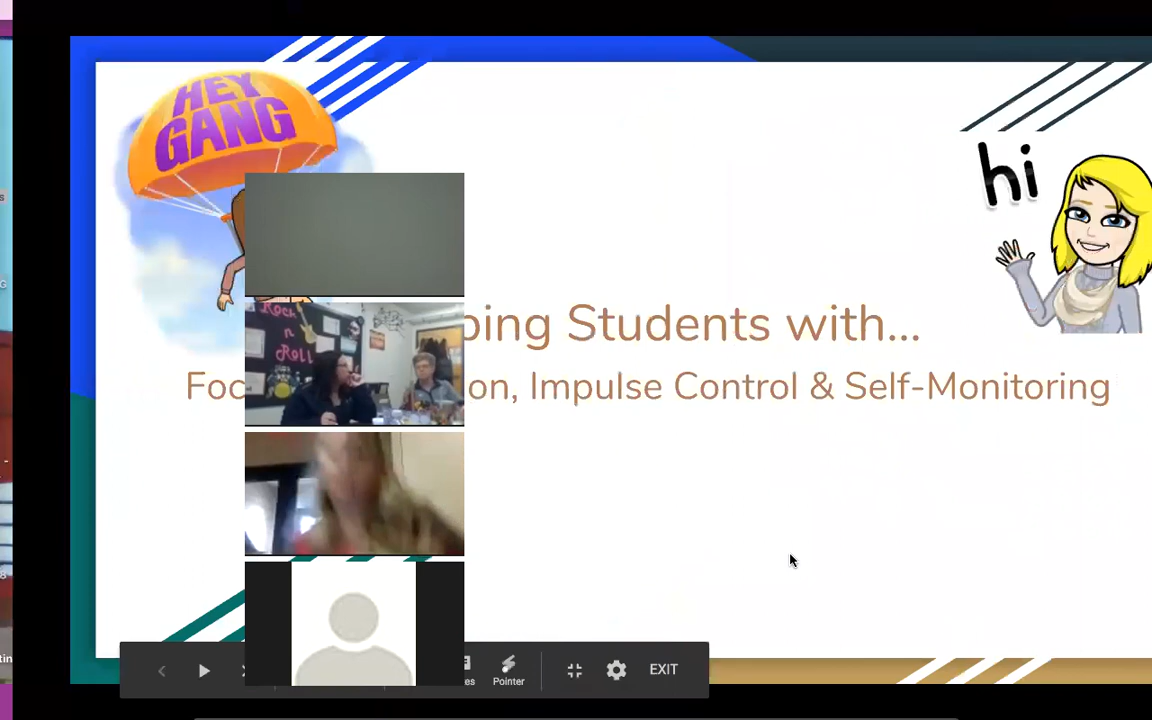 HEY
GANG
hi
Rock
n
Roll
ping Students with...
Foc on, Impulse Control & Self-Monitoring
Pointer
EXIT